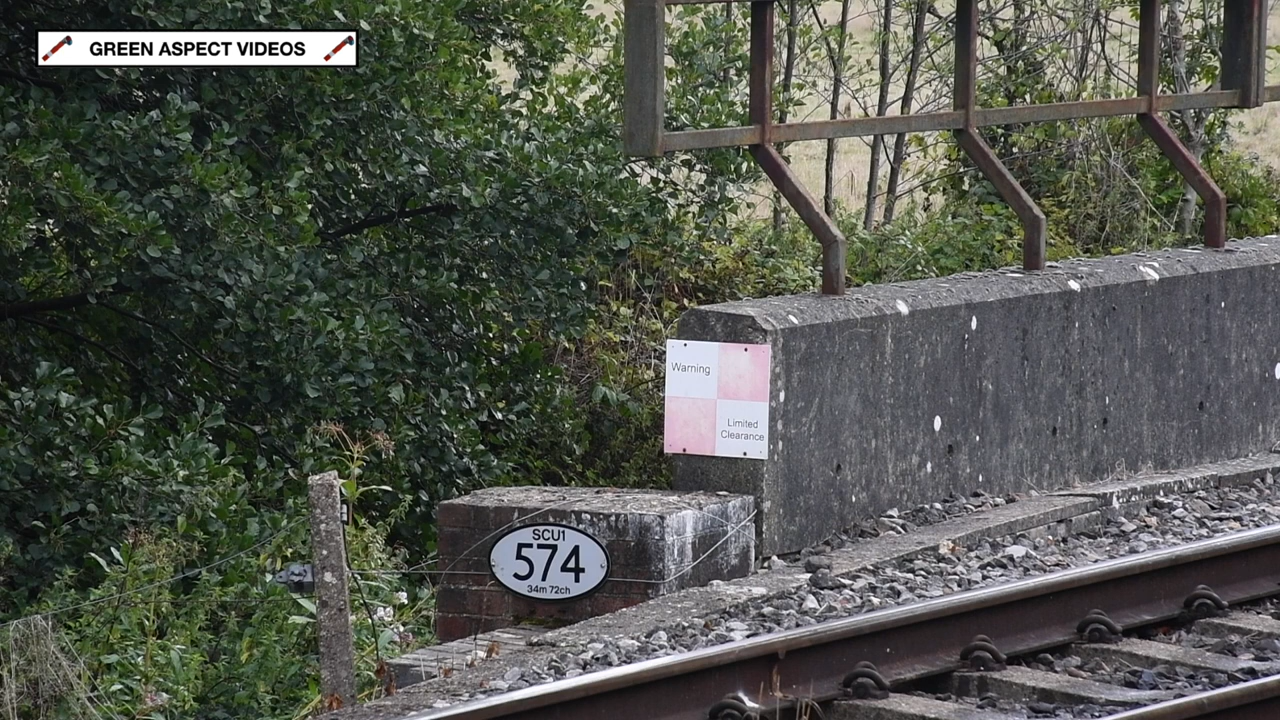 GREEN ASPECT VIDEOS
Warning
Limited
Clearance
SCU1
574
34m 72ch